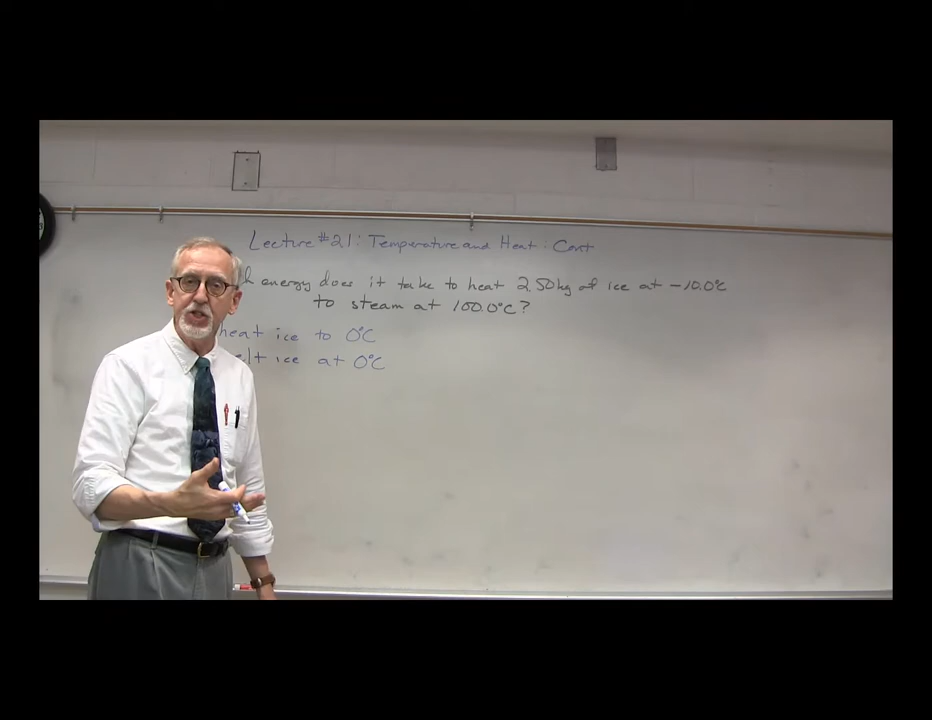 Lecture #21: Temperature and Heat: Cont
energy does it take to heat 2.50kg of ice at -10.0°C
to steam at 100.0°C?
heat ice to 0°C
ice at 0°C